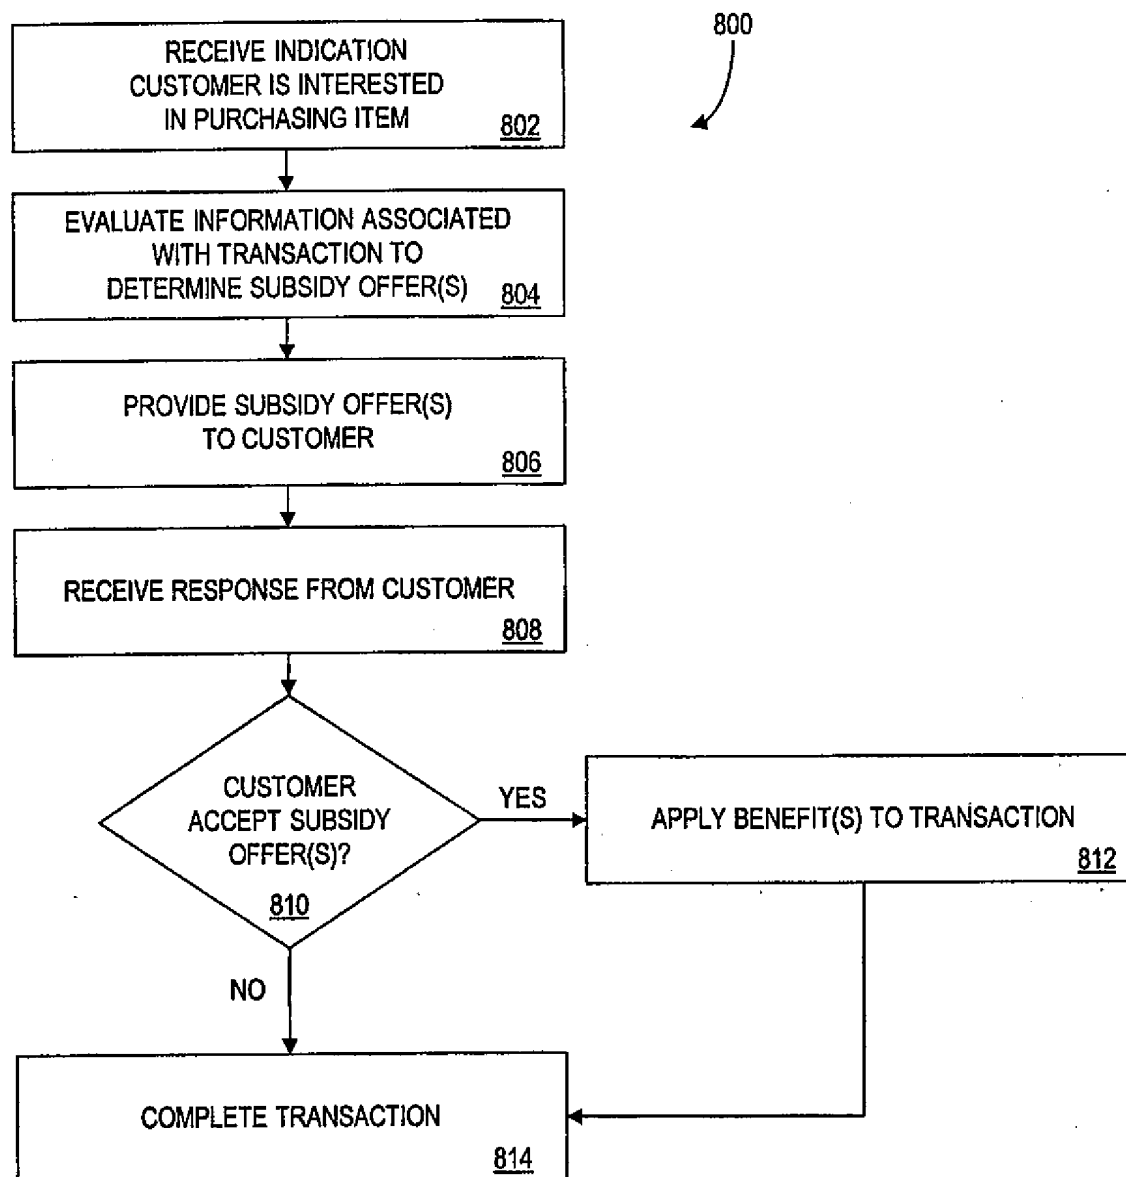 800
RECEIVE INDICATION
CUSTOMER IS INTERESTED
IN PURCHASING ITEM
802
EVALUATE INFORMATION ASSOCIATED
WITH TRANSACTION TO
DETERMINE SUBSIDY OFFER(S)
804
PROVIDE SUBSIDY OFFER(S)
TO CUSTOMER
806
RECEIVE RESPONSE FROM CUSTOMER
808
CUSTOMER
ACCEPT SUBSIDY
OFFER(S)?
810
YES
APPLY BENEFIT(S) TO TRANSACTION
812
NO
COMPLETE TRANSACTION
814